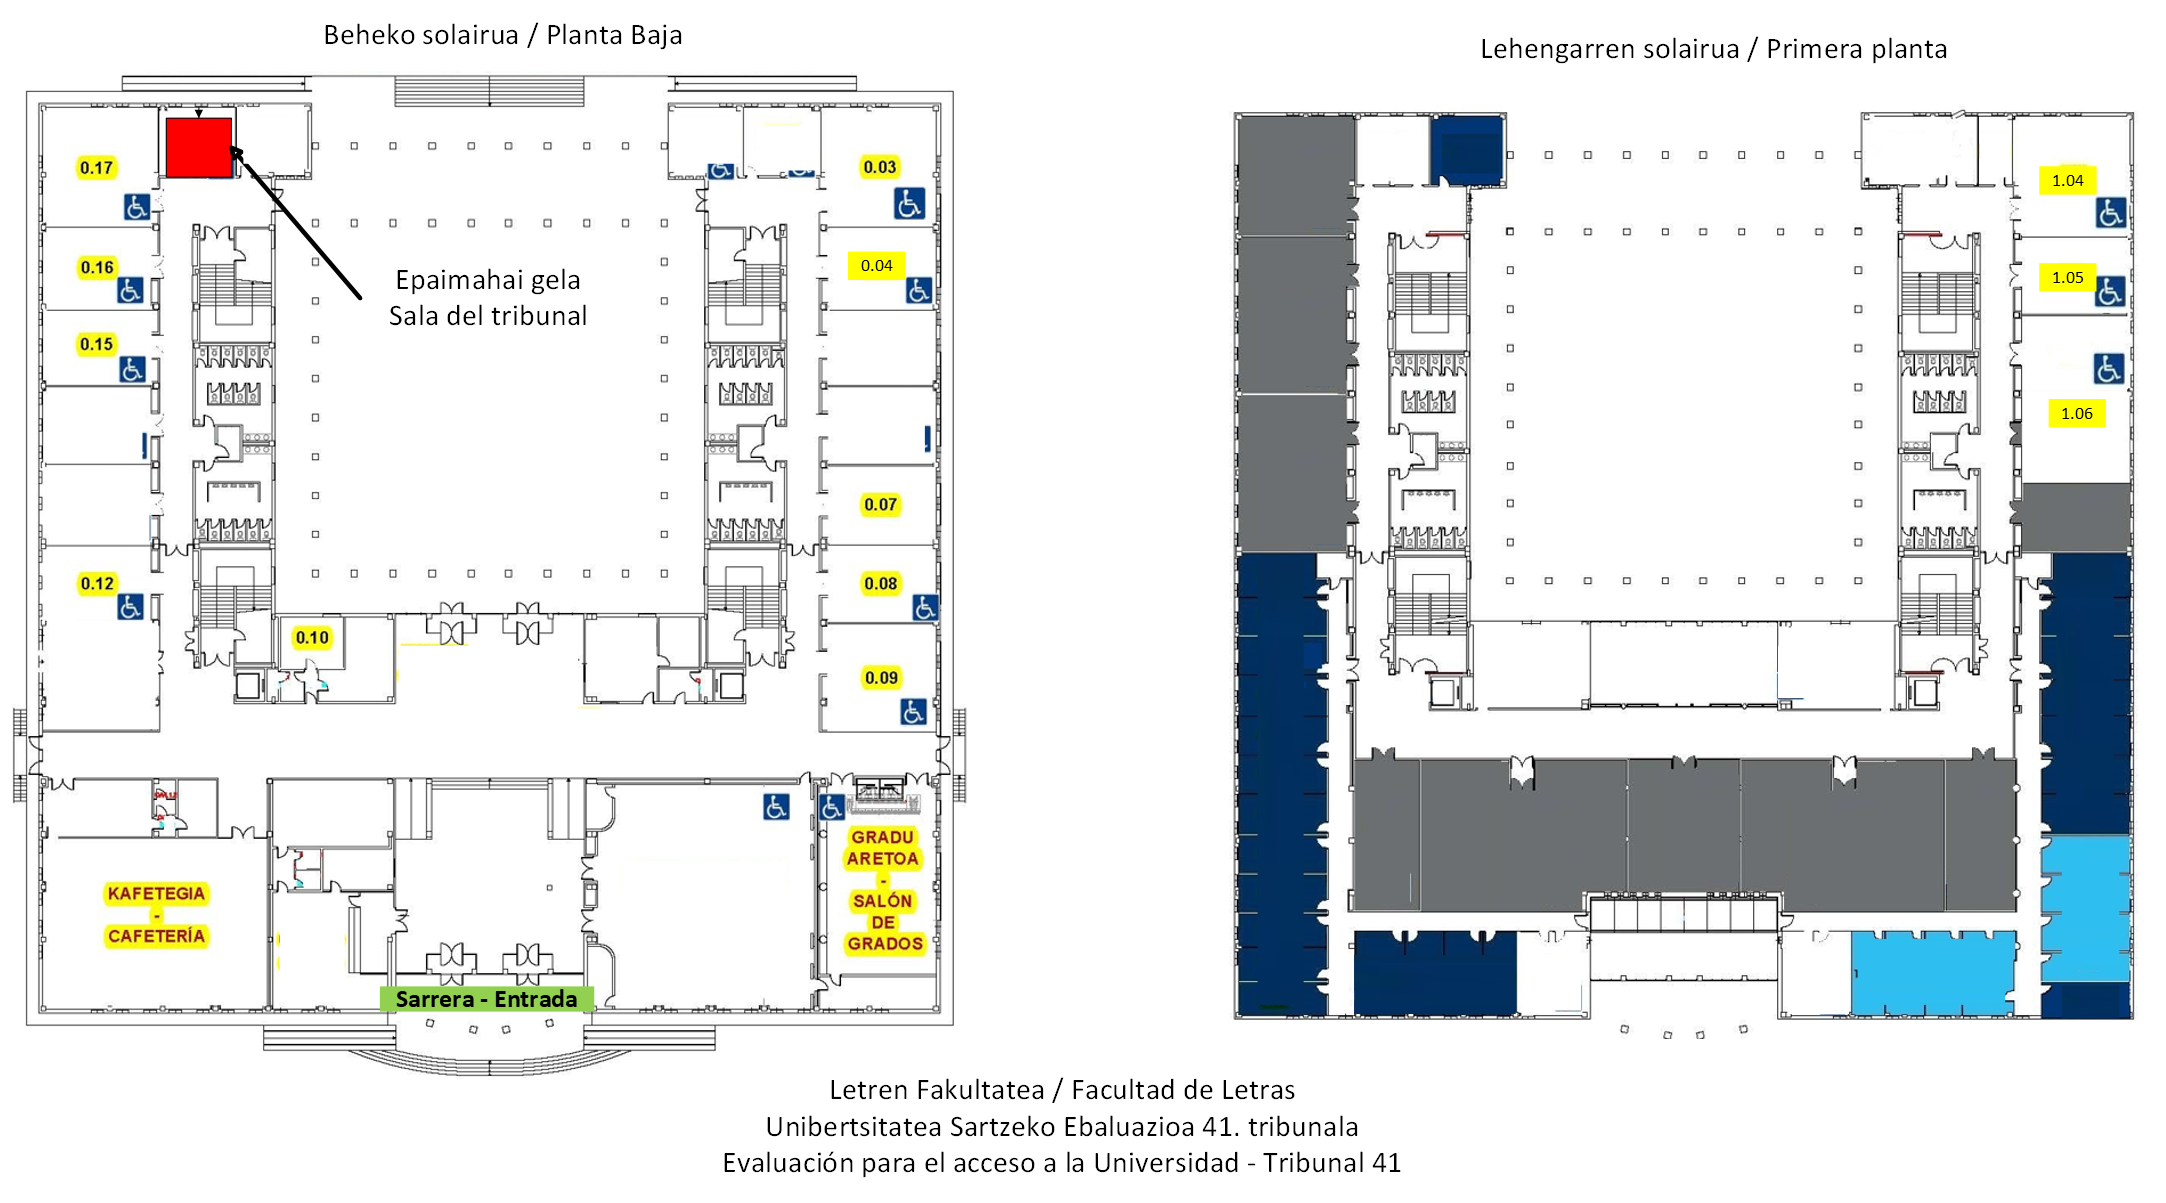 Beheko solairua / Planta Baja
Lehengarren solairua / Primera planta
0.17
0.03
1.04
0.16
0.04
1.05
Epaimahai gela
Sala del tribunal
0.15
1.06
0.07
0.12
0.08
0.10
0.09
GRADU
ARETOA
-
SALÓN
DE
GRADOS
KAFETEGIA
-
CAFETERÍA
Sarrera - Entrada
Letren Fakultatea / Facultad de Letras
Unibertsitatea Sartzeko Ebaluazioa 41. tribunala
Evaluación para el acceso a la Universidad - Tribunal 41